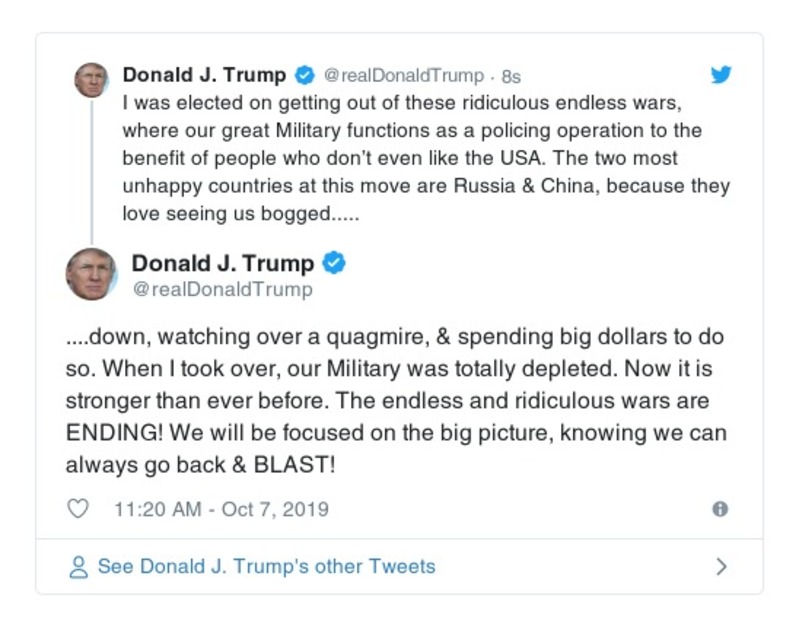 Donald J. Trump @realDonaldTrump · 8s
I was elected on getting out of these ridiculous endless wars,
where our great Military functions as a policing operation to the
benefit of people who don't even like the USA. The two most
unhappy countries at this move are Russia & China, because they
love seeing us bogged.....
Donald J. Trump
@realDonaldTrump
....down, watching over a quagmire, & spending big dollars to do
so. When I took over, our Military was totally depleted. Now it is
stronger than ever before. The endless and ridiculous wars are
ENDING! We will be focused on the big picture, knowing we can
always go back & BLAST!
11:20 AM - Oct 7, 2019
See Donald J. Trump's other Tweets